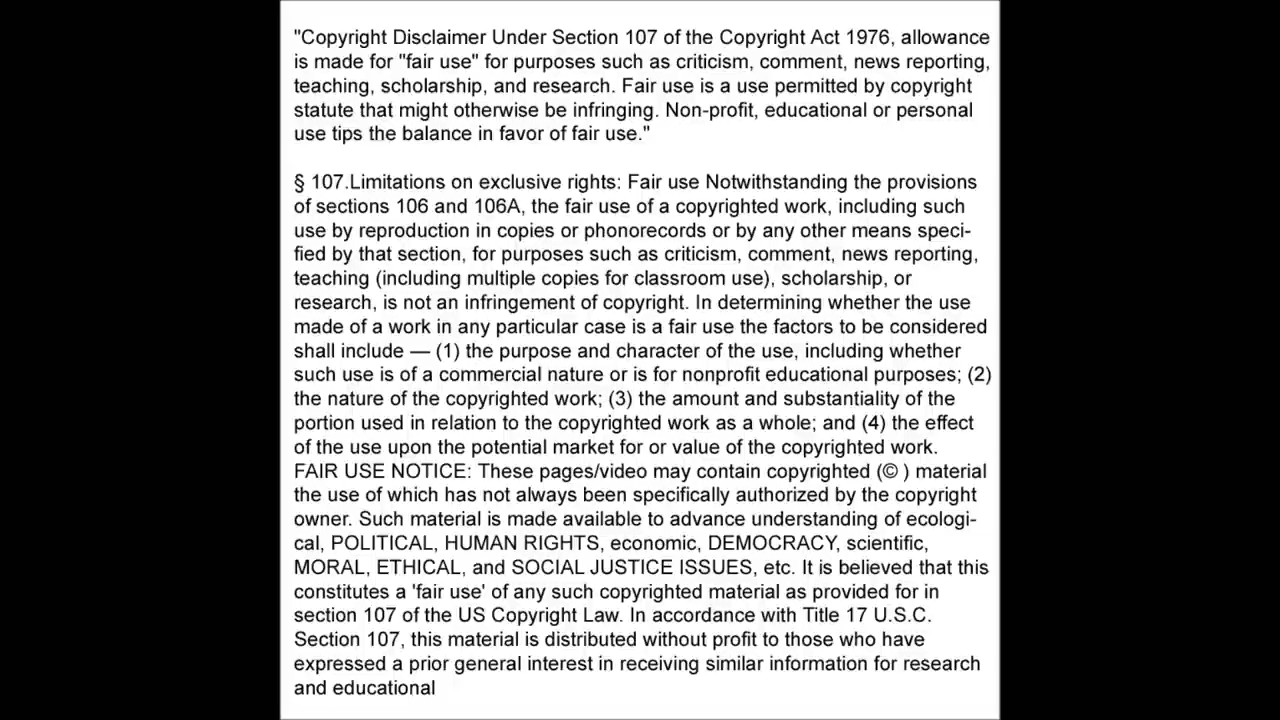 "Copyright Disclaimer Under Section 107 of the Copyright Act 1976, allowance
is made for "fair use" for purposes such as criticism, comment, news reporting,
teaching, scholarship, and research. Fair use is a use permitted by copyright
statute that might otherwise be infringing. Non-profit, educational or personal
use tips the balance in favor of fair use."
§ 107.Limitations on exclusive rights: Fair use Notwithstanding the provisions
of sections 106 and 106A, the fair use of a copyrighted work, including such
use by reproduction in copies or phonorecords or by any other means speci-
fied by that section, for purposes such as criticism, comment, news reporting,
teaching (including multiple copies for classroom use), scholarship, or
research, is not an infringement of copyright. In determining whether the use
made of a work in any particular case is a fair use the factors to be considered
shall include — (1) the purpose and character of the use, including whether
such use is of a commercial nature or is for nonprofit educational purposes; (2)
the nature of the copyrighted work; (3) the amount and substantiality of the
portion used in relation to the copyrighted work as a whole; and (4) the effect
of the use upon the potential market for or value of the copyrighted work.
FAIR USE NOTICE: These pages/video may contain copyrighted (© ) material
the use of which has not always been specifically authorized by the copyright
owner. Such material is made available to advance understanding of ecologi-
cal, POLITICAL, HUMAN RIGHTS, economic, DEMOCRACY, scientific,
MORAL, ETHICAL, and SOCIAL JUSTICE ISSUES, etc. It is believed that this
constitutes a 'fair use' of any such copyrighted material as provided for in
section 107 of the US Copyright Law. In accordance with Title 17 U.S.C.
Section 107, this material is distributed without profit to those who have
expressed a prior general interest in receiving similar information for research
and educational